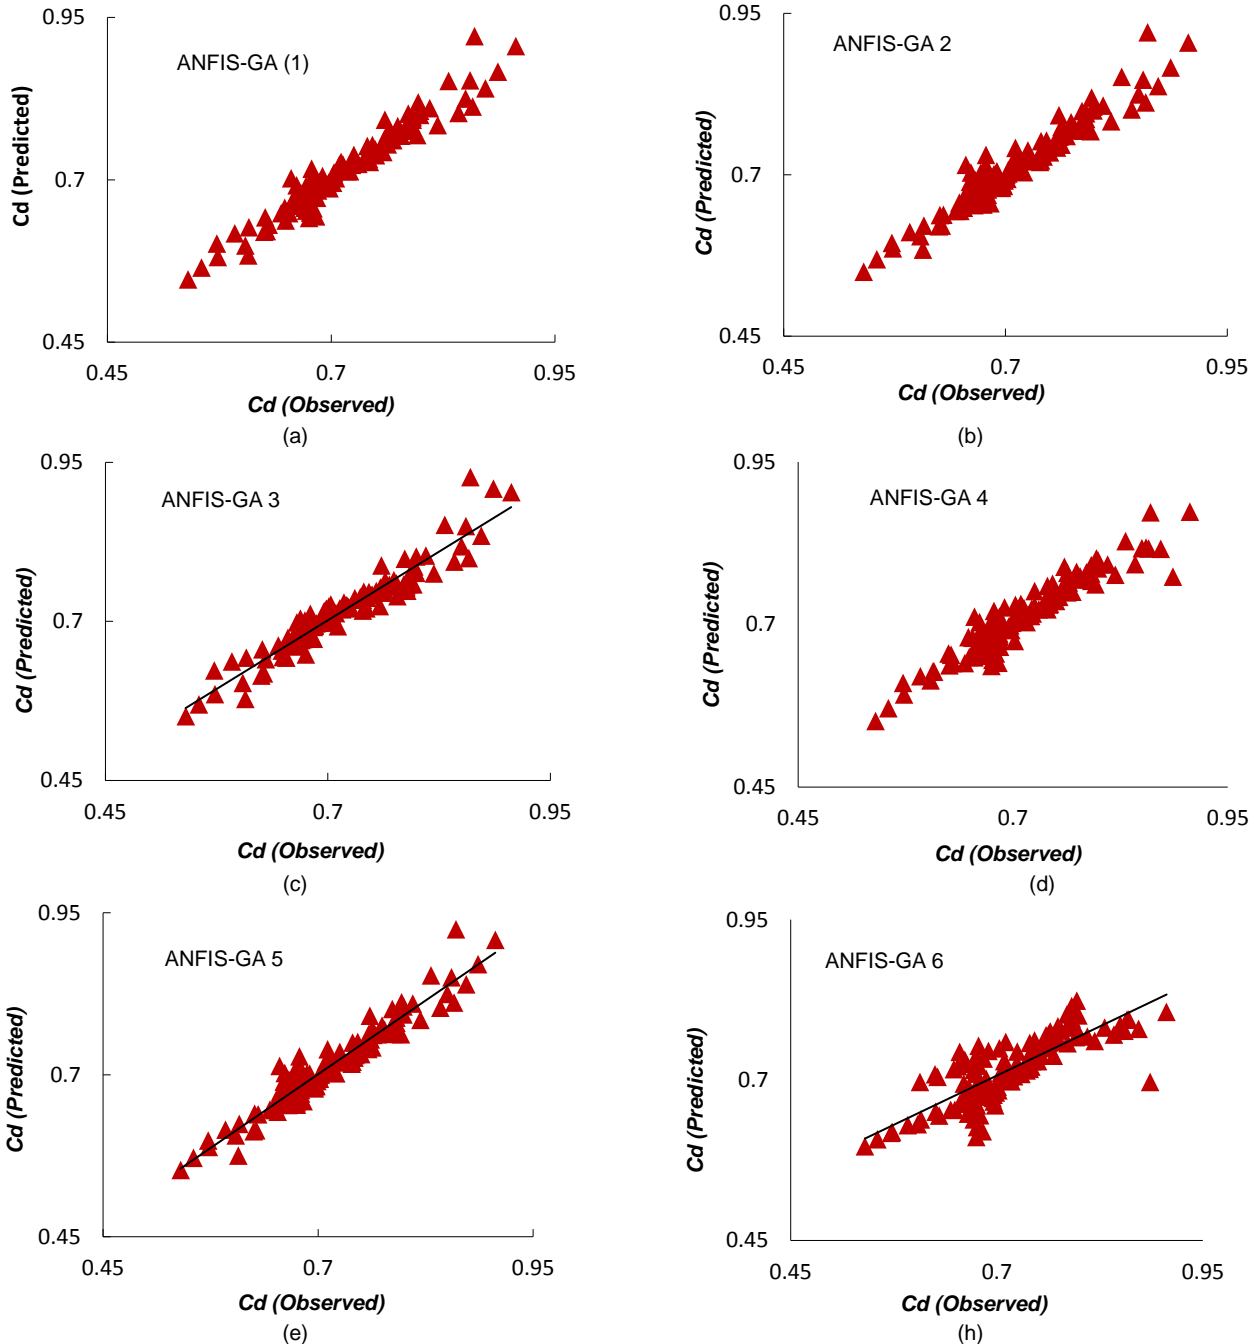 0.95
ANFIS-GA (1)
Cd (Predicted)
0.7
0.45
0.45 0.7 0.95
Cd (Observed)
(a)
0.95
ANFIS-GA 2
Cd (Predicted)
0.7
0.45
0.45 0.7 0.95
Cd (Observed)
(b)
0.95
ANFIS-GA 3
Cd (Predicted)
0.7
0.45
0.45 0.7 0.95
Cd (Observed)
(c)
0.95
ANFIS-GA 4
Cd (Predicted)
0.7
0.45
0.45 0.7 0.95
Cd (Observed)
(d)
0.95
ANFIS-GA 5
Cd (Predicted)
0.7
0.45
0.45 0.7 0.95
Cd (Observed)
(e)
0.95
ANFIS-GA 6
Cd (Predicted)
0.7
0.45
0.45 0.7 0.95
Cd (Observed)
(h)